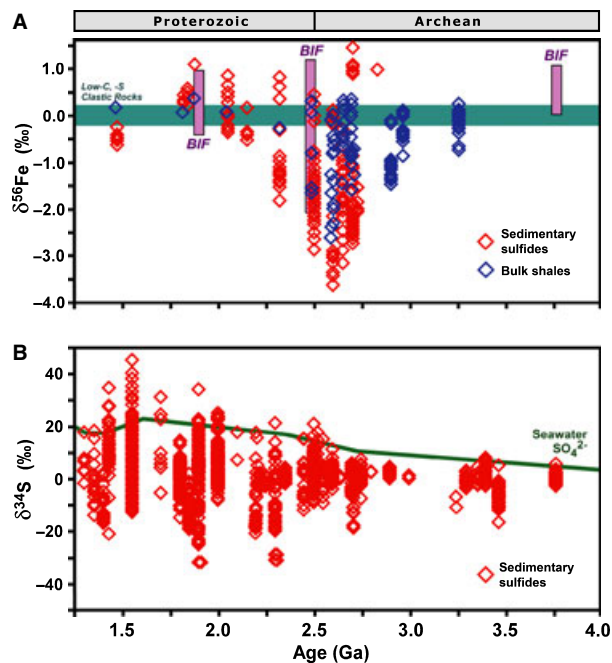 Proterozoic Archean
A
BIF
BIF
1.0
Low-C, -S
Clastic Rocks
0.0
BIF
–1.0
δ56Fe (‰)
–2.0
Sedimentary
sulfides
–3.0
Bulk shales
–4.0
B
40
20
Seawater
SO₄²⁻
δ34S (‰)
0
–20
Sedimentary
sulfides
–40
1.5 2.0 2.5 3.0 3.5 4.0
Age (Ga)